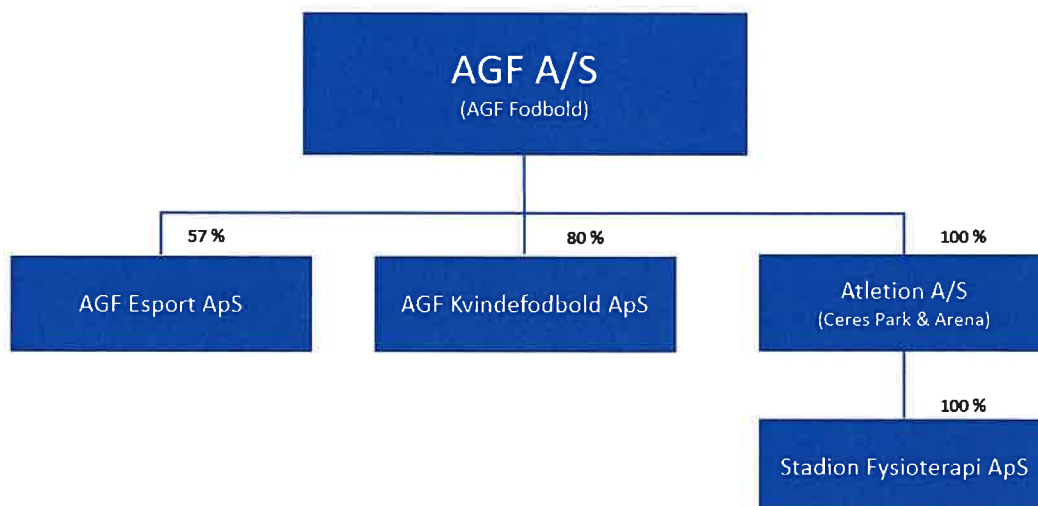 AGF A/S
(AGF Fodbold)
57 %
80 %
100 %
AGF Esport ApS
AGF Kvindefodbold ApS
Atletion A/S
(Ceres Park & Arena)
100 %
Stadion Fysioterapi ApS